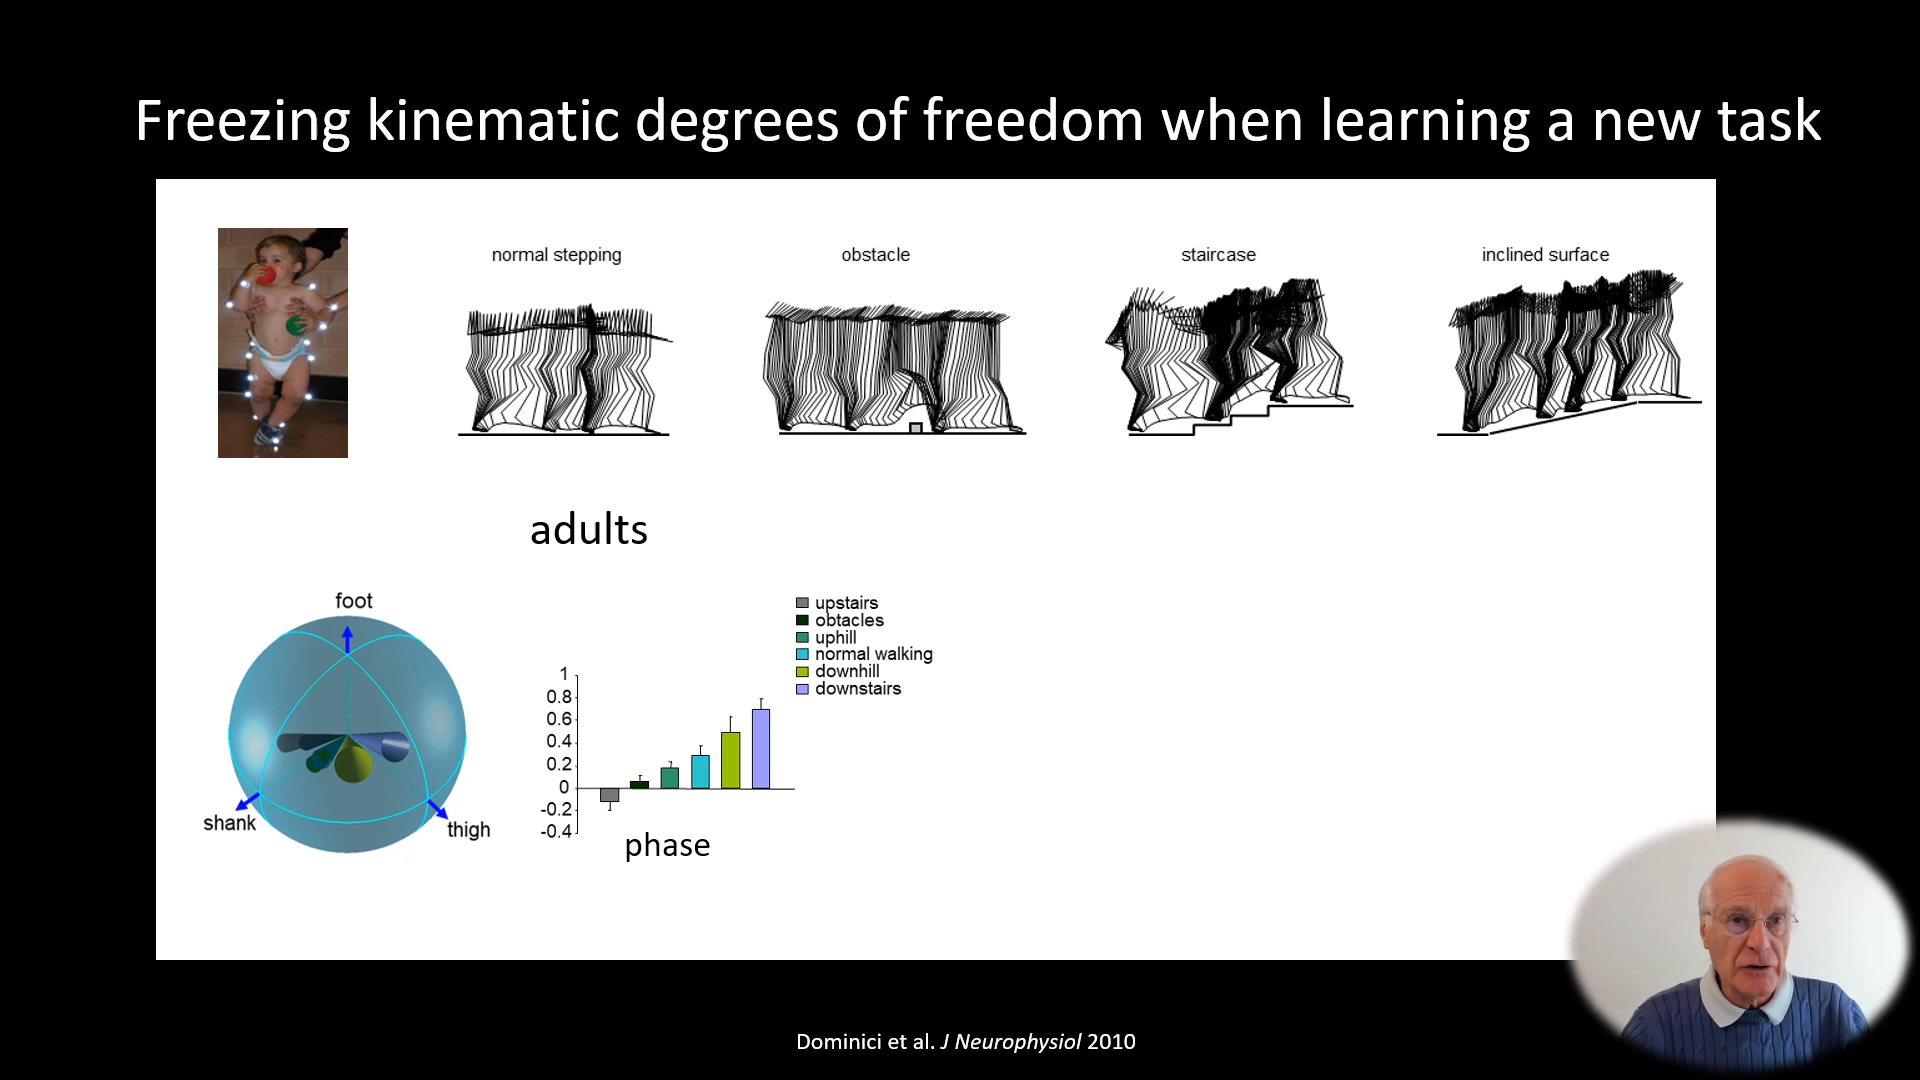 Freezing kinematic degrees of freedom when learning a new task
normal stepping
obstacle
staircase
inclined surface
adults
foot
shank
thigh
upstairs
obtacles
uphill
normal walking
downhill
downstairs
1
0.8
0.6
0.4
0.2
0
-0.2
-0.4
phase
Dominici et al. J Neurophysiol 2010